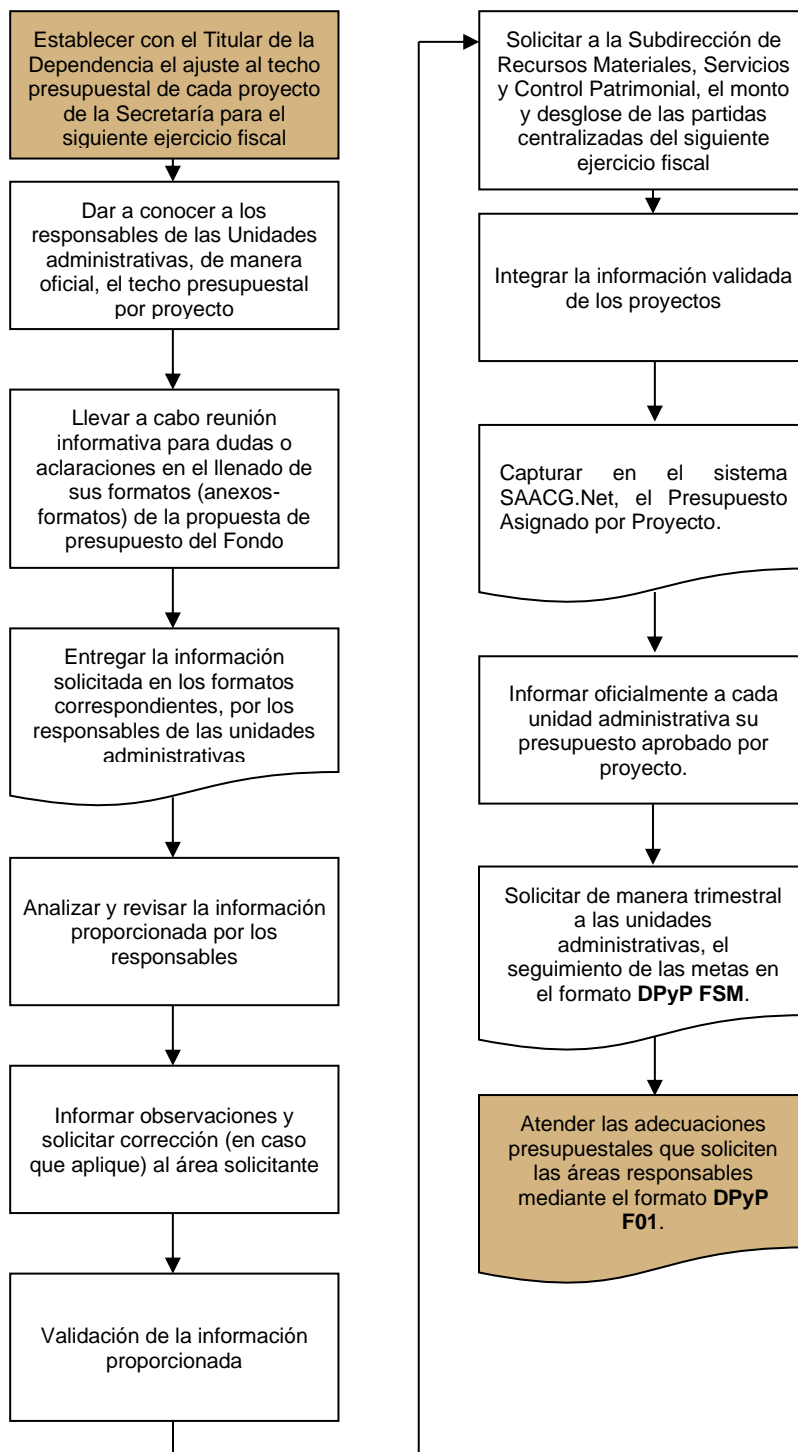 Establecer con el Titular de la
Dependencia el ajuste al techo
presupuestal de cada proyecto
de la Secretaría para el
siguiente ejercicio fiscal
Dar a conocer a los
responsables de las Unidades
administrativas, de manera
oficial, el techo presupuestal
por proyecto
Llevar a cabo reunión
informativa para dudas o
aclaraciones en el llenado de
sus formatos (anexos-
formatos) de la propuesta de
presupuesto del Fondo
Entregar la información
solicitada en los formatos
correspondientes, por los
responsables de las unidades
administrativas
Analizar y revisar la información
proporcionada por los
responsables
Informar observaciones y
solicitar corrección (en caso
que aplique) al área solicitante
Validación de la información
proporcionada
Solicitar a la Subdirección de
Recursos Materiales, Servicios
y Control Patrimonial, el monto
y desglose de las partidas
centralizadas del siguiente
ejercicio fiscal
Integrar la información validada
de los proyectos
Capturar en el sistema
SAACG.Net, el Presupuesto
Asignado por Proyecto.
Informar oficialmente a cada
unidad administrativa su
presupuesto aprobado por
proyecto.
Solicitar de manera trimestral
a las unidades
administrativas, el
seguimiento de las metas en
el formato DPyP FSM.
Atender las adecuaciones
presupuestales que soliciten
las áreas responsables
mediante el formato DPyP
F01.